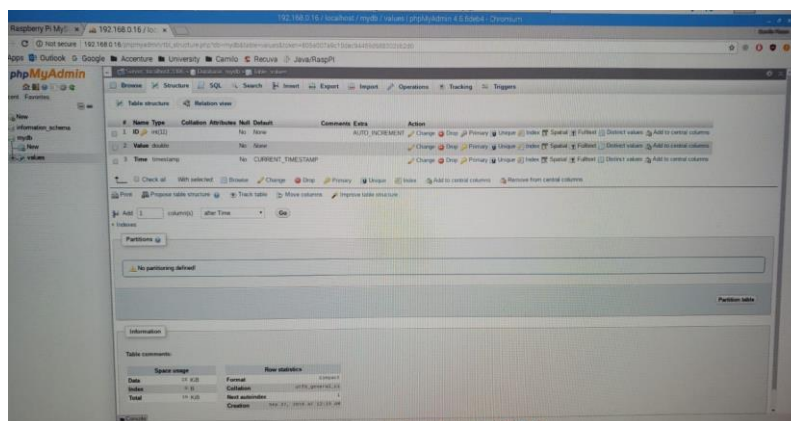 192.168.0.16 / localhost / mydb / values | phpMyAdmin 4.6.6deb4 - Chromium
Raspberry Pi My
192.168.0.16 / loc
Not secure | 192.168.0.16/phpmyadmin/tbl_structure.php?
Apps Outlook Google Accenture University Camilo Recuva Java/RaspPi
phpMyAdmin
Favorites
New
information_schema
mydb
New
values
Browse Structure SQL Search Insert Export Import Operations Tracking Triggers
Table structure Relation view
# Name Type Collation Attributes Null Default Comments Extra Action
1 ID int(11) No None AUTO_INCREMENT Change Drop Primary Unique Index Spatial Fulltext Distinct values Add to central columns
2 Value double No None Change Drop Primary Unique Index Spatial Fulltext Distinct values Add to central columns
3 Time timestamp No CURRENT_TIMESTAMP Change Drop Primary Unique Index Spatial Fulltext Distinct values Add to central columns
Check all With selected: Browse Change Drop Primary Unique Index Add to central columns Remove from central columns
Print Propose table structure Track table Move columns Improve table structure
Add 1 column(s) after Time Go
+ Indexes
Partitions
No partitioning defined!
Partition table
Information
Table comments:
Space usage
Data
Index
Total
Row statistics
Format Compact
Collation
Next autoindex 1
Creation
Console